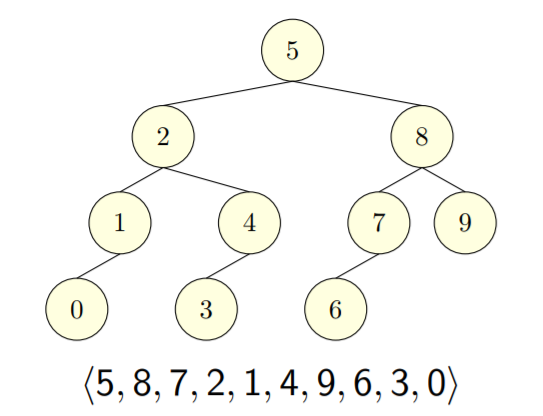 5
2 8
1 4 7 9
0 3 6
⟨5, 8, 7, 2, 1, 4, 9, 6, 3, 0⟩